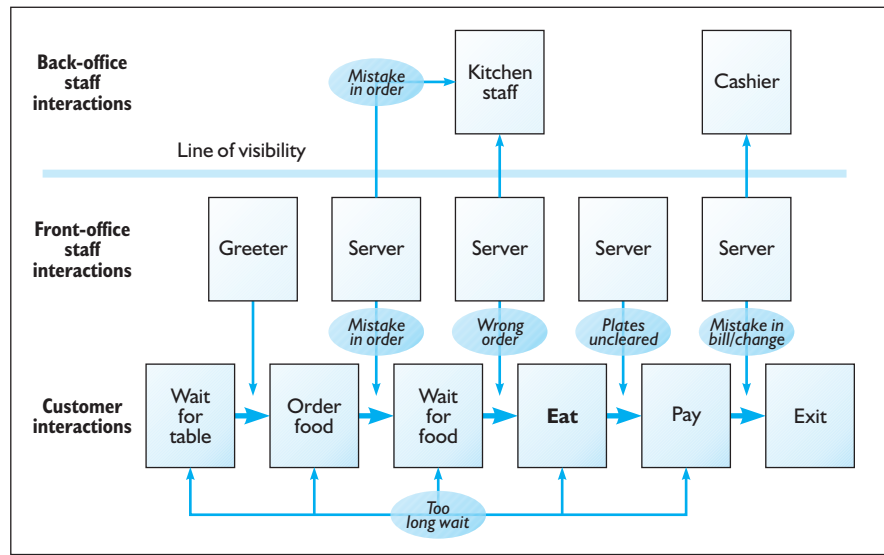 Back-office
staff
interactions
Mistake
in order
Kitchen
staff
Cashier
Line of visibility
Front-office
staff
interactions
Greeter
Server
Server
Server
Server
Mistake
in order
Wrong
order
Plates
uncleared
Mistake in
bill/change
Customer
interactions
Wait
for
table
Order
food
Wait
for
food
Eat
Pay
Exit
Too
long wait